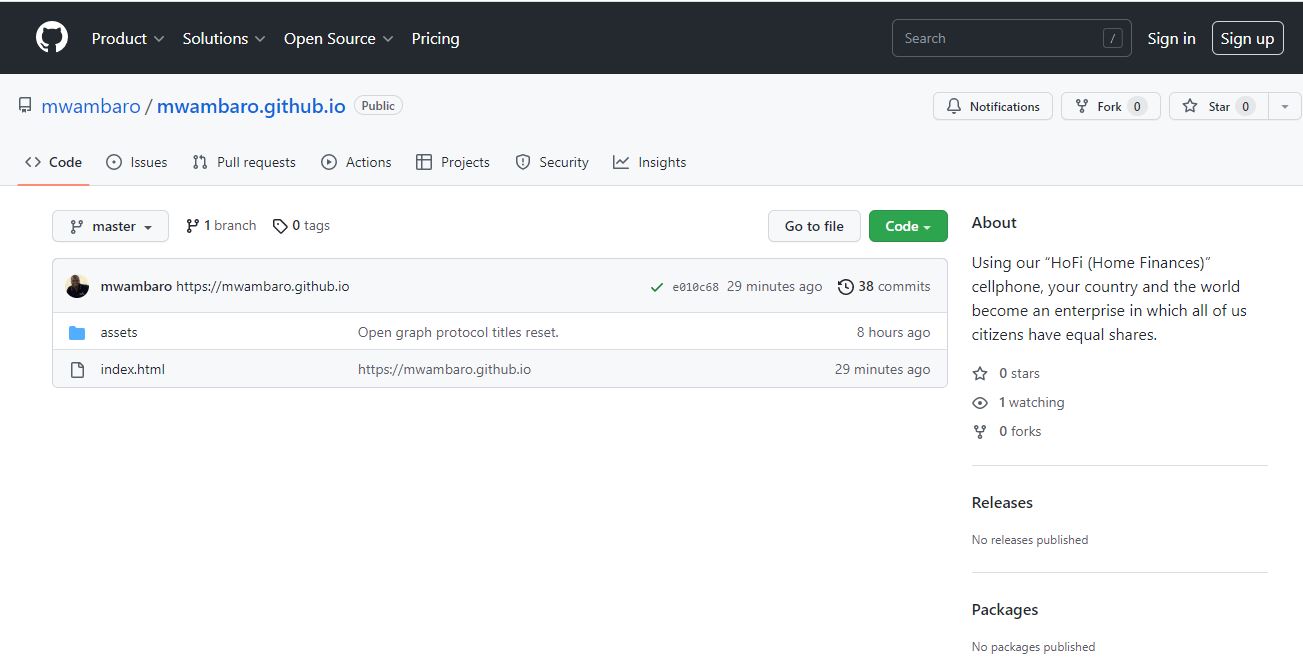 Product Solutions Open Source Pricing Search / Sign in Sign up
mwambaro / mwambaro.github.io Public Notifications Fork 0 Star 0
Code Issues Pull requests Actions Projects Security Insights
master 1 branch 0 tags Go to file Code
mwambaro https://mwambaro.github.io e010c68 29 minutes ago 38 commits
assets Open graph protocol titles reset. 8 hours ago
index.html https://mwambaro.github.io 29 minutes ago
About
Using our “HoFi (Home Finances)”
cellphone, your country and the world
become an enterprise in which all of us
citizens have equal shares.
0 stars
1 watching
0 forks
Releases
No releases published
Packages
No packages published